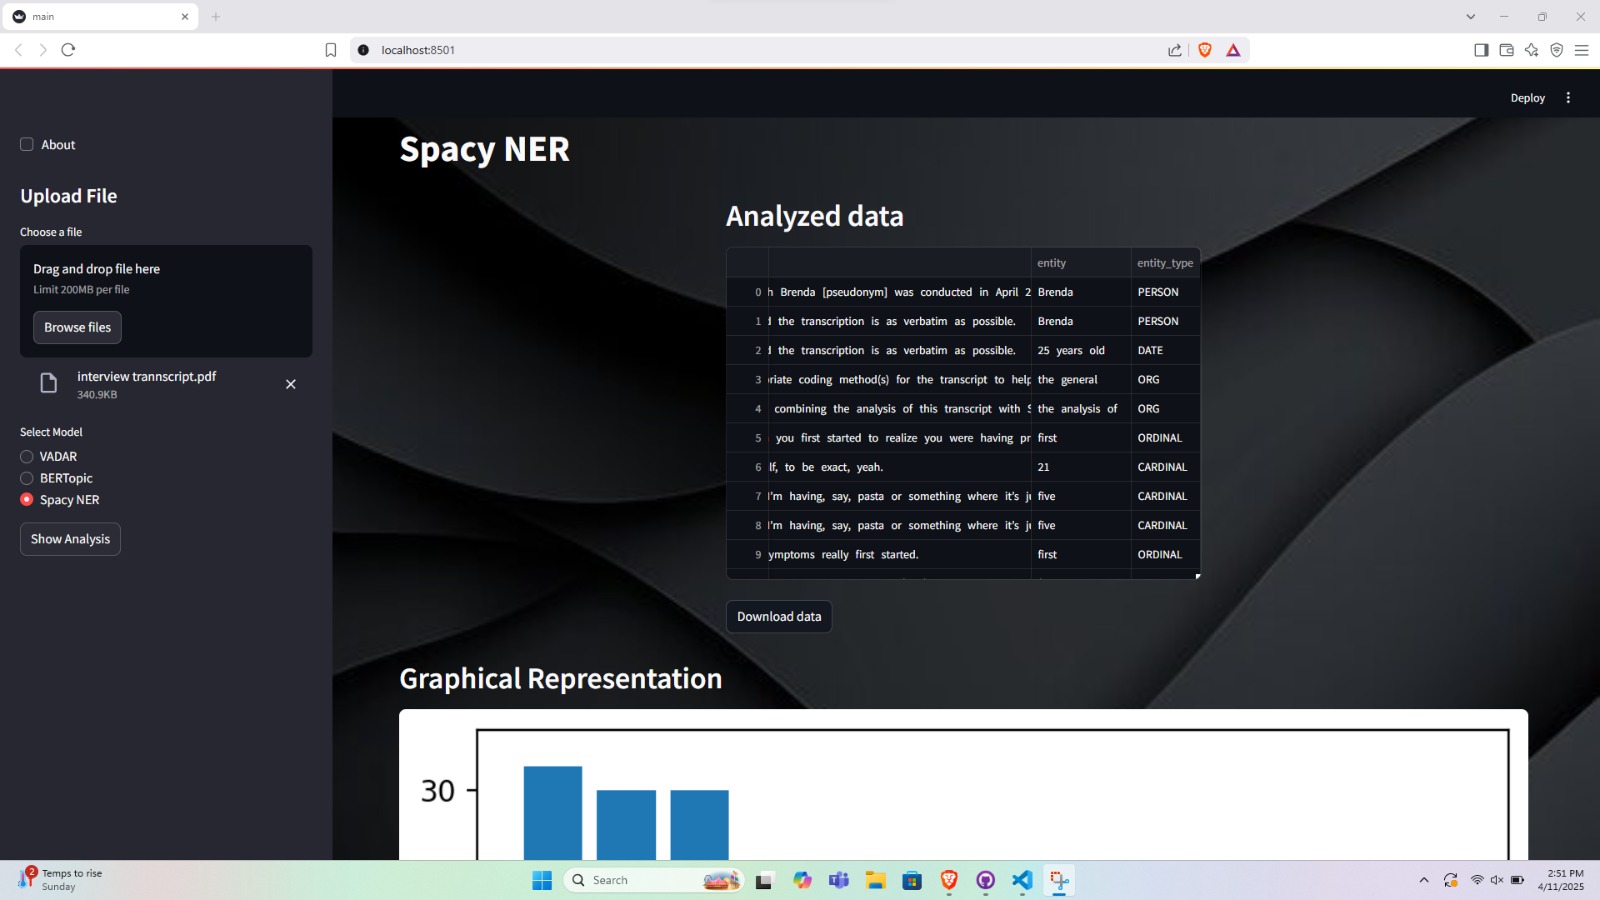 main
localhost:8501
Deploy
About
Upload File
Choose a file
Drag and drop file here
Limit 200MB per file
Browse files
interview trannscript.pdf
340.9KB
Select Model
VADAR
BERTopic
Spacy NER
Show Analysis
Spacy NER
Analyzed data
entity entity_type
0 h Brenda [pseudonym] was conducted in April 2 Brenda PERSON
1 d the transcription is as verbatim as possible. Brenda PERSON
2 d the transcription is as verbatim as possible. 25 years old DATE
3 riate coding method(s) for the transcript to help the general ORG
4 combining the analysis of this transcript with S the analysis of ORG
5 you first started to realize you were having pr first ORDINAL
6 lf, to be exact, yeah. 21 CARDINAL
7 I'm having, say, pasta or something where it's ju five CARDINAL
8 I'm having, say, pasta or something where it's ju five CARDINAL
9 ymptoms really first started. first ORDINAL
Download data
Graphical Representation
30
2
Temps to rise
Sunday
Search
2:51 PM
4/11/2025